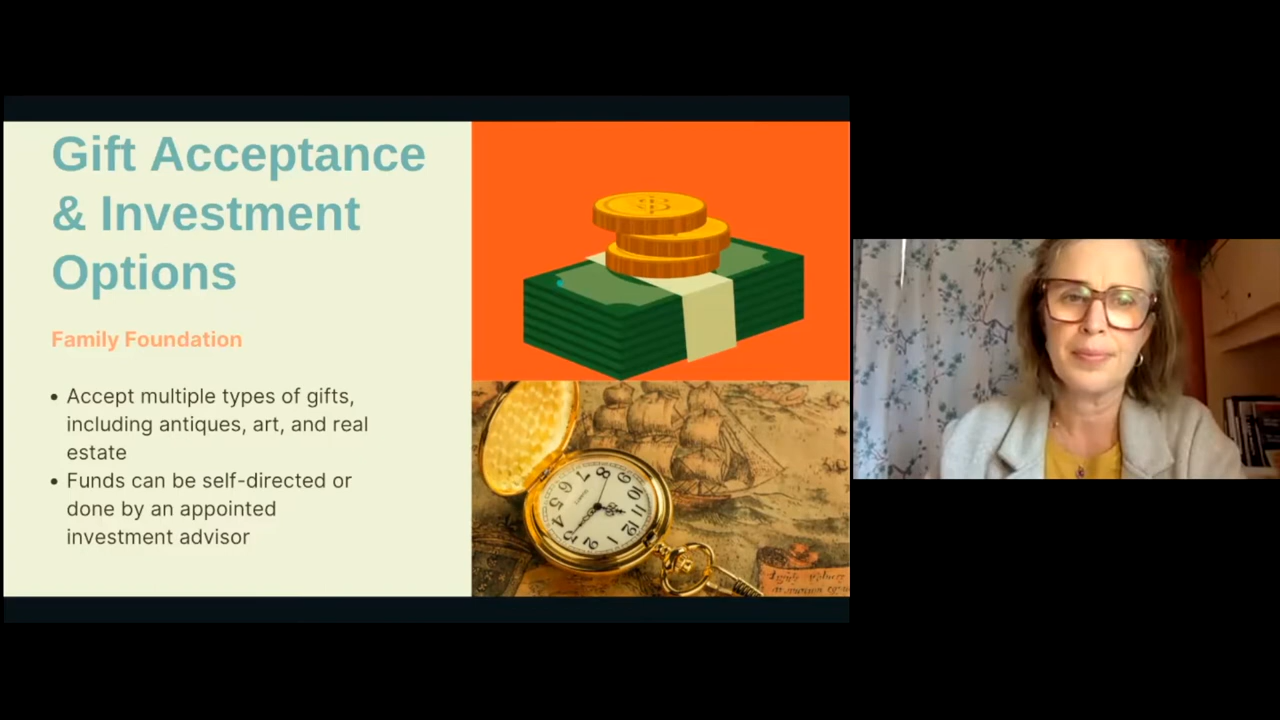 Gift Acceptance
& Investment
Options
Family Foundation
• Accept multiple types of gifts,
including antiques, art, and real
estate
• Funds can be self-directed or
done by an appointed
investment advisor